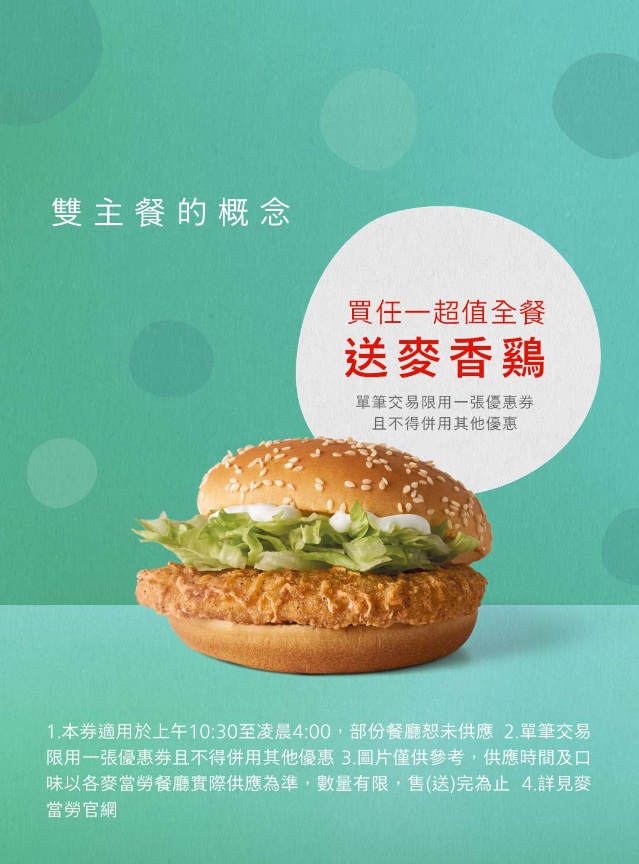 雙主餐的概念
買任一超值全餐
送麥香鷄
單筆交易限用一張優惠券
且不得併用其他優惠
1.本券適用於上午10:30至凌晨4:00，部份餐廳恕未供應 2.單筆交易
限用一張優惠券且不得併用其他優惠 3.圖片僅供參考，供應時間及口
味以各麥當勞餐廳實際供應為準，數量有限，售(送)完為止 4.詳見麥
當勞官網